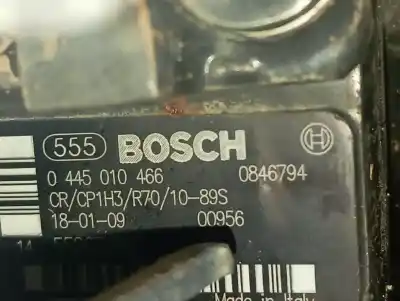 555 BOSCH
0 445 010 466 0846794
CR/CP1H3/R70/10-89S
18-01-09 00956
Made in Italy